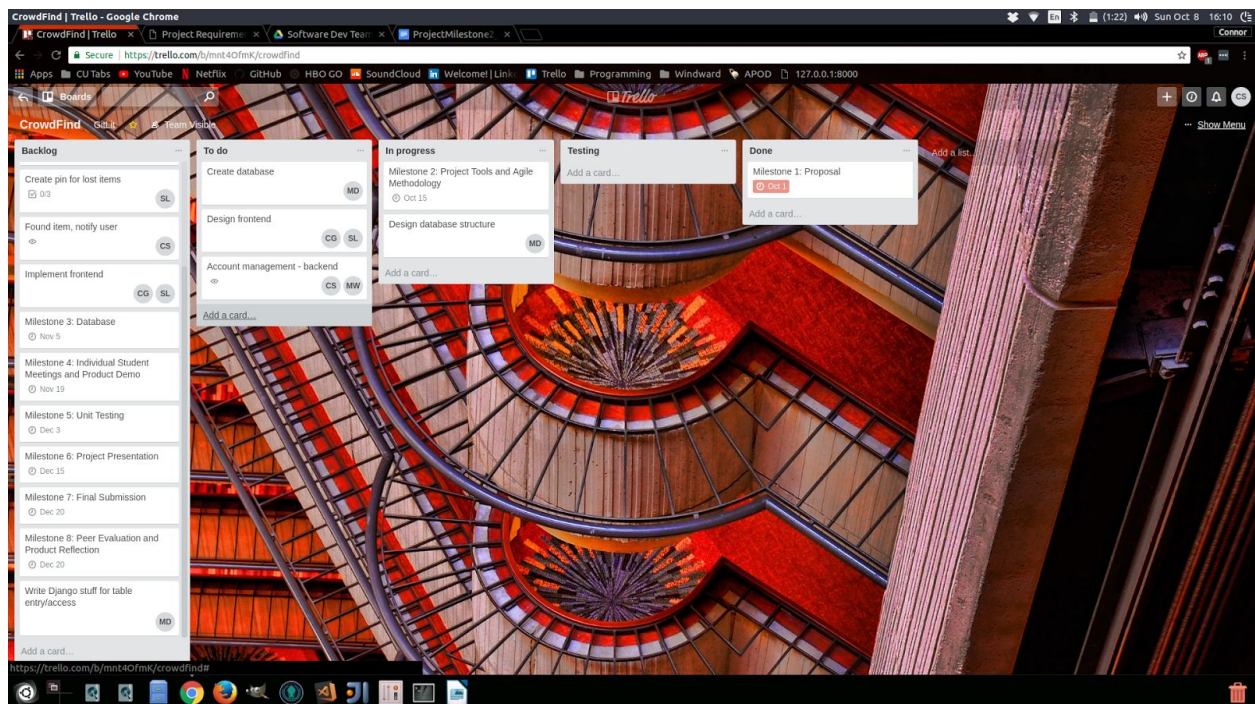 CrowdFind | Trello - Google Chrome
En (1:22) Sun Oct 8 16:10
CrowdFind | Trello × Project Requireme × Software Dev Team × ProjectMilestone2_ × Connor
Secure | https://trello.com/b/mnt4OfmK/crowdfind
Apps CU Tabs YouTube Netflix GitHub HBO GO SoundCloud Welcome! | Link Trello Programming Windward APOD 127.0.0.1:8000
Boards Trello CS
CrowdFind GitLit Team Visible ... Show Menu
Backlog ...
Create pin for lost items
0/3
SL
Found item, notify user
CS
Implement frontend
CG SL
Milestone 3: Database
Nov 5
Milestone 4: Individual Student
Meetings and Product Demo
Nov 19
Milestone 5: Unit Testing
Dec 3
Milestone 6: Project Presentation
Dec 15
Milestone 7: Final Submission
Dec 20
Milestone 8: Peer Evaluation and
Product Reflection
Dec 20
Write Django stuff for table
entry/access
MD
Add a card...
To do ...
Create database
MD
Design frontend
CG SL
Account management - backend
CS MW
Add a card...
In progress ...
Milestone 2: Project Tools and Agile
Methodology
Oct 15
Design database structure
MD
Add a card...
Testing ...
Add a card...
Done ...
Milestone 1: Proposal
Oct 1
Add a card...
Add a list...
https://trello.com/b/mnt4OfmK/crowdfind#